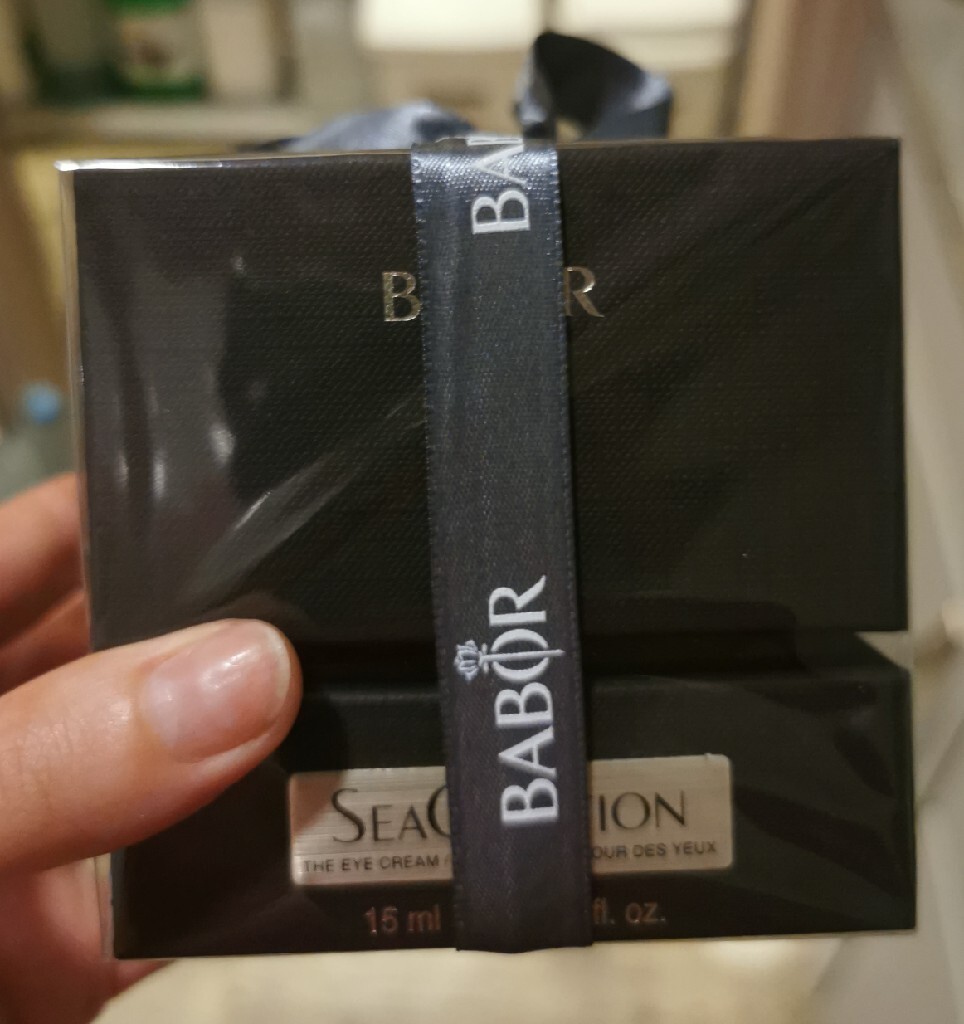 BA
B R
BABOR
SEAC TION
THE EYE CREAM OUR DES YEUX
15 ml fl. oz.